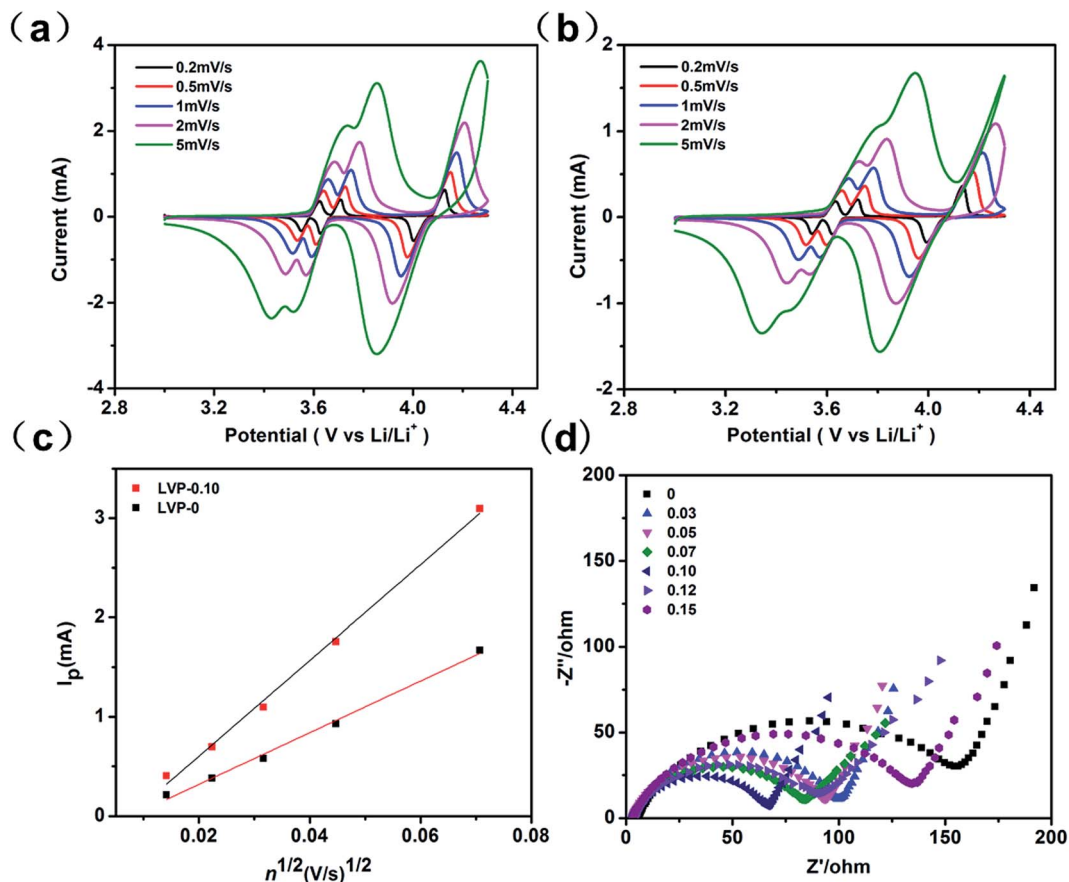 (a)
4
2
0
-2
-4
Current (mA)
0.2mV/s
0.5mV/s
1mV/s
2mV/s
5mV/s
2.8 3.2 3.6 4.0 4.4
Potential ( V vs Li/Li⁺ )
(b)
2
1
0
-1
-2
Current (mA)
0.2mV/s
0.5mV/s
1mV/s
2mV/s
5mV/s
2.8 3.2 3.6 4.0 4.4
Potential ( V vs Li/Li⁺ )
(c)
LVP-0.10
LVP-0
3
2
1
0
Iₚ(mA)
0.02 0.04 0.06 0.08
n¹ᐟ²(V/s)¹ᐟ²
(d)
200
150
100
50
0
-Z''/ohm
0
0.03
0.05
0.07
0.10
0.12
0.15
0 50 100 150 200
Z'/ohm